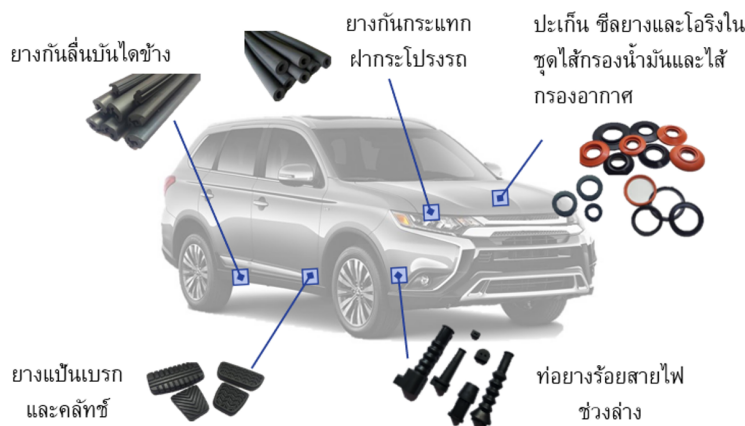 ยางกันลื่นบันไดข้าง
ยางกันกระแทก
ฝากระโปรงรถ
ปะเก็น ซีลยางและโอริงใน
ชุดไส้กรองน้ำมันและไส้
กรองอากาศ
ยางแป้นเบรก
และคลัทช์
ท่อยางร้อยสายไฟ
ช่วงล่าง